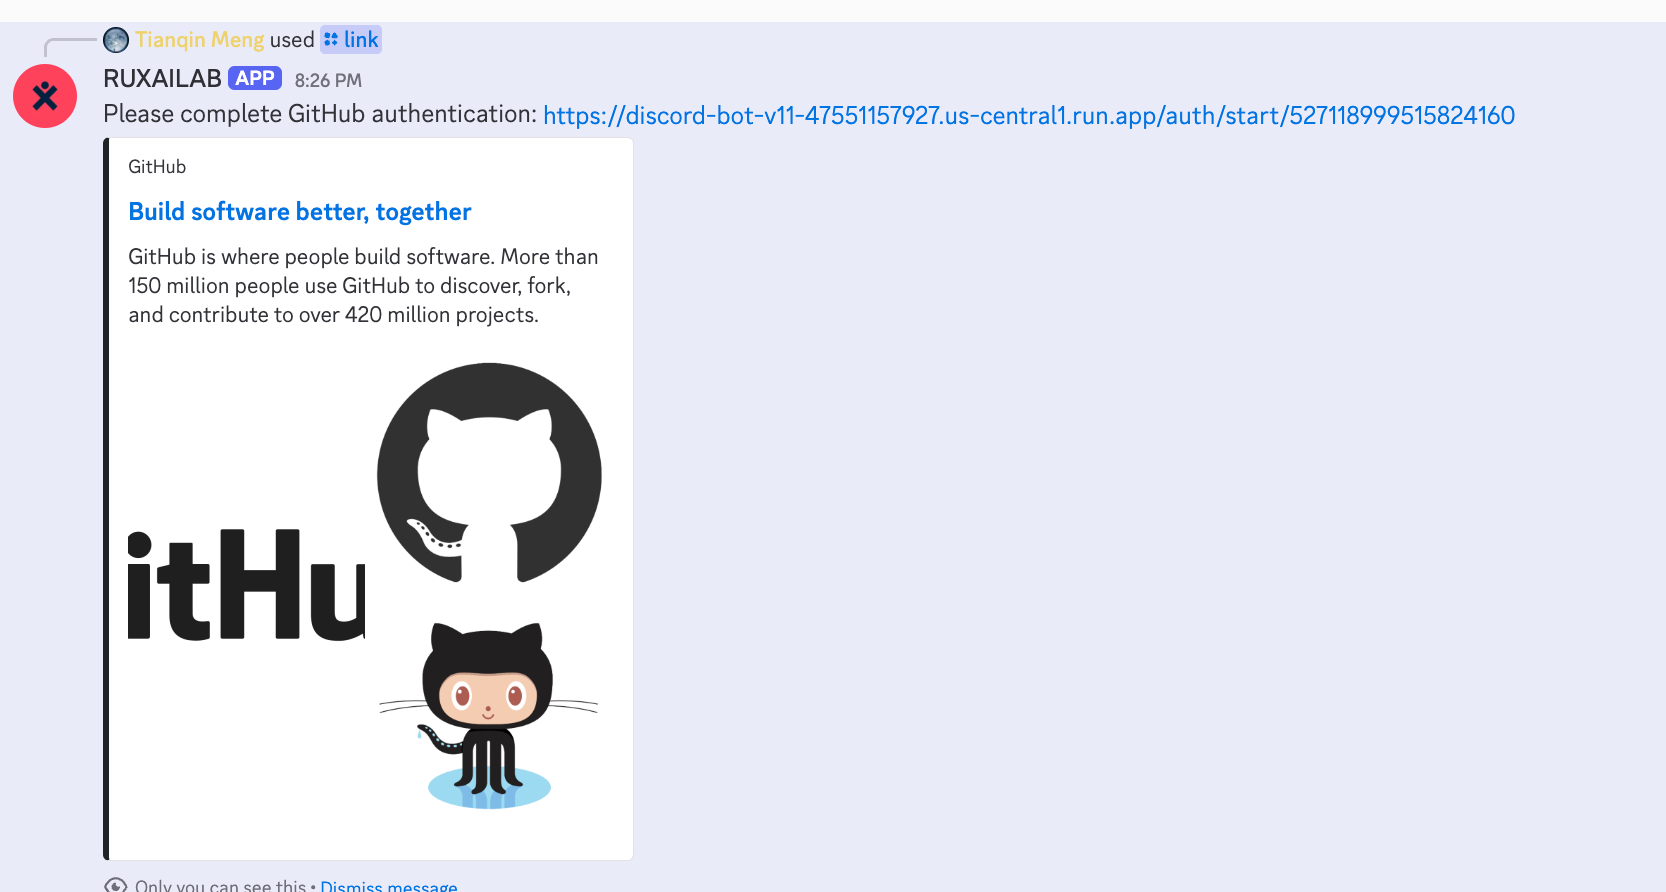 Tianqin Meng used link
RUXAILAB APP 8:26 PM
Please complete GitHub authentication: https://discord-bot-v11-47551157927.us-central1.run.app/auth/start/527118999515824160
GitHub
Build software better, together
GitHub is where people build software. More than
150 million people use GitHub to discover, fork,
and contribute to over 420 million projects.
itHu
Only you can see this • Dismiss message